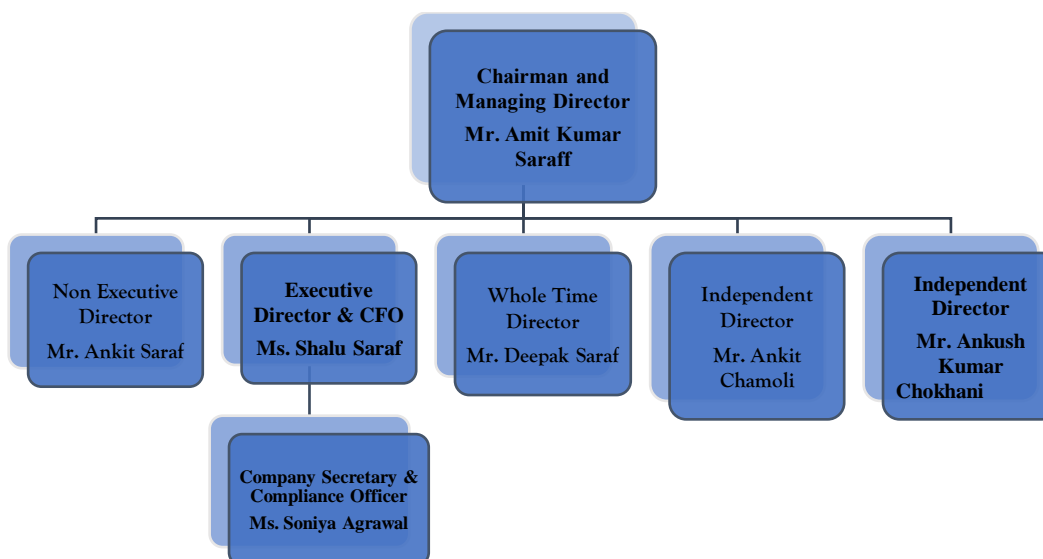 Chairman and
Managing Director
Mr. Amit Kumar
Saraff
Non Executive
Director
Mr. Ankit Saraf
Executive
Director & CFO
Ms. Shalu Saraf
Whole Time
Director
Mr. Deepak Saraf
Independent
Director
Mr. Ankit
Chamoli
Independent
Director
Mr. Ankush
Kumar
Chokhani
Company Secretary &
Compliance Officer
Ms. Soniya Agrawal